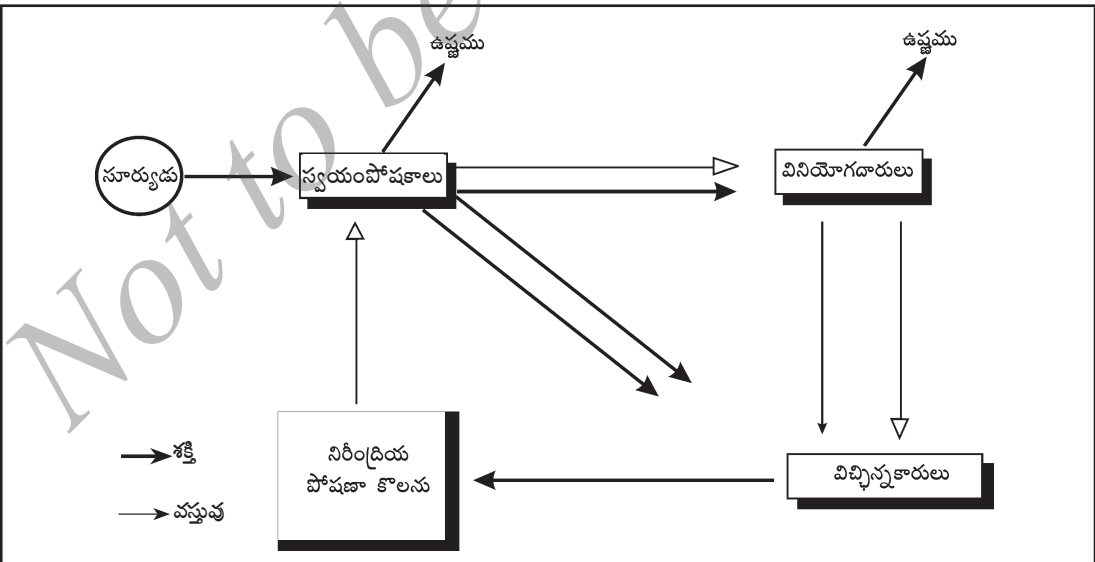 ఉష్ణము
ఉష్ణము
సూర్యుడు
స్వయంపోషకాలు
వినియోగదారులు
నిరీంద్రియ
పోషణా కొలను
విచ్ఛిన్నకారులు
శక్తి
వస్తువు
Not to be